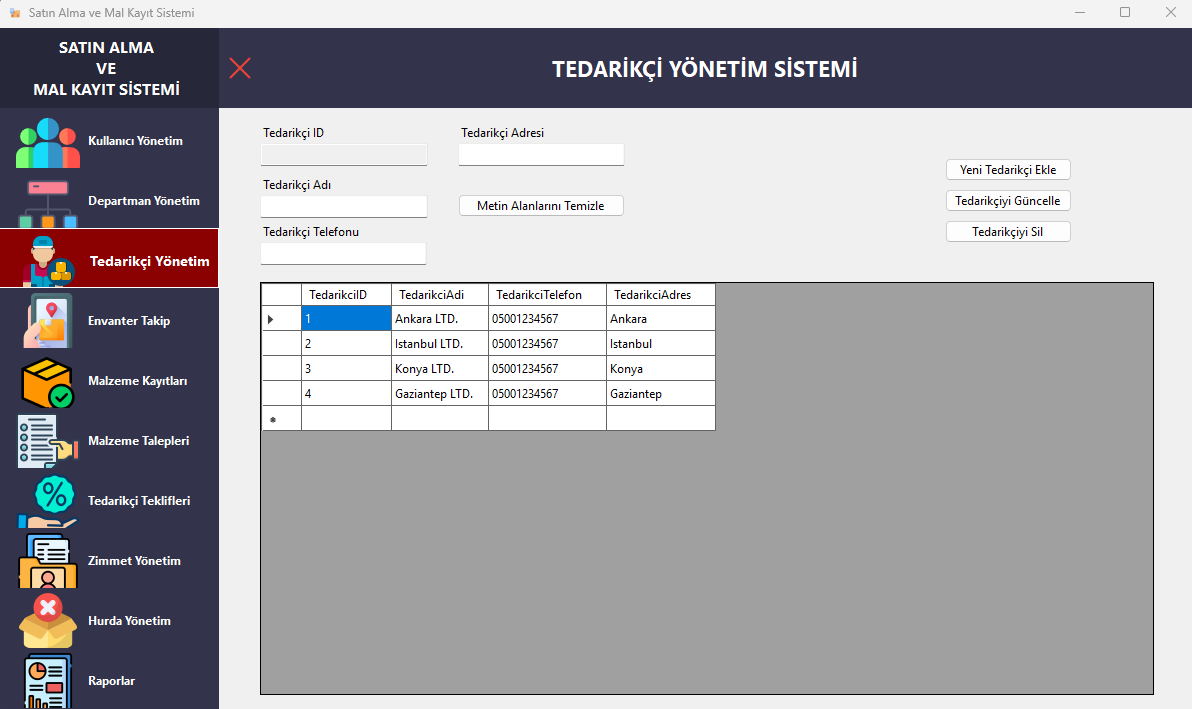 Satın Alma ve Mal Kayıt Sistemi
SATIN ALMA
VE
MAL KAYIT SİSTEMİ
Kullanıcı Yönetim
Departman Yönetim
Tedarikçi Yönetim
Envanter Takip
Malzeme Kayıtları
Malzeme Talepleri
Tedarikçi Teklifleri
Zimmet Yönetim
Hurda Yönetim
Raporlar
TEDARİKÇİ YÖNETİM SİSTEMİ
Tedarikçi ID
Tedarikçi Adresi
Tedarikçi Adı
Metin Alanlarını Temizle
Tedarikçi Telefonu
Yeni Tedarikçi Ekle
Tedarikçiyi Güncelle
Tedarikçiyi Sil
TedarikciID TedarikciAdi TedarikciTelefon TedarikciAdres
1 Ankara LTD. 05001234567 Ankara
2 Istanbul LTD. 05001234567 Istanbul
3 Konya LTD. 05001234567 Konya
4 Gaziantep LTD. 05001234567 Gaziantep